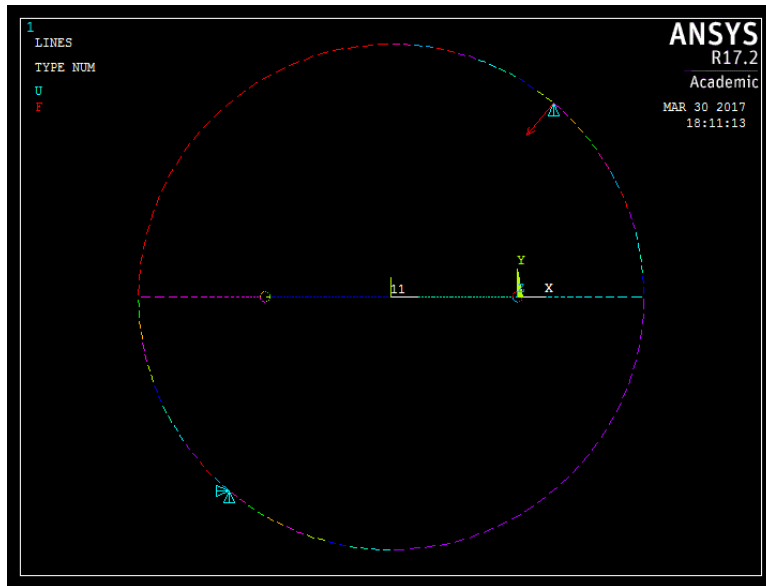 1
LINES
TYPE NUM
U
F
ANSYS
R17.2
Academic
MAR 30 2017
18:11:13
Y
11
X